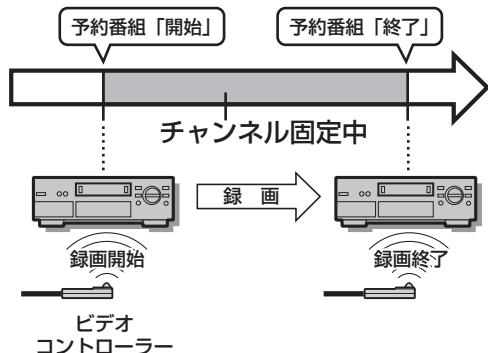 予約番組「開始」
予約番組「終了」
チャンネル固定中
録　画
録画開始
録画終了
ビデオ
コントローラー